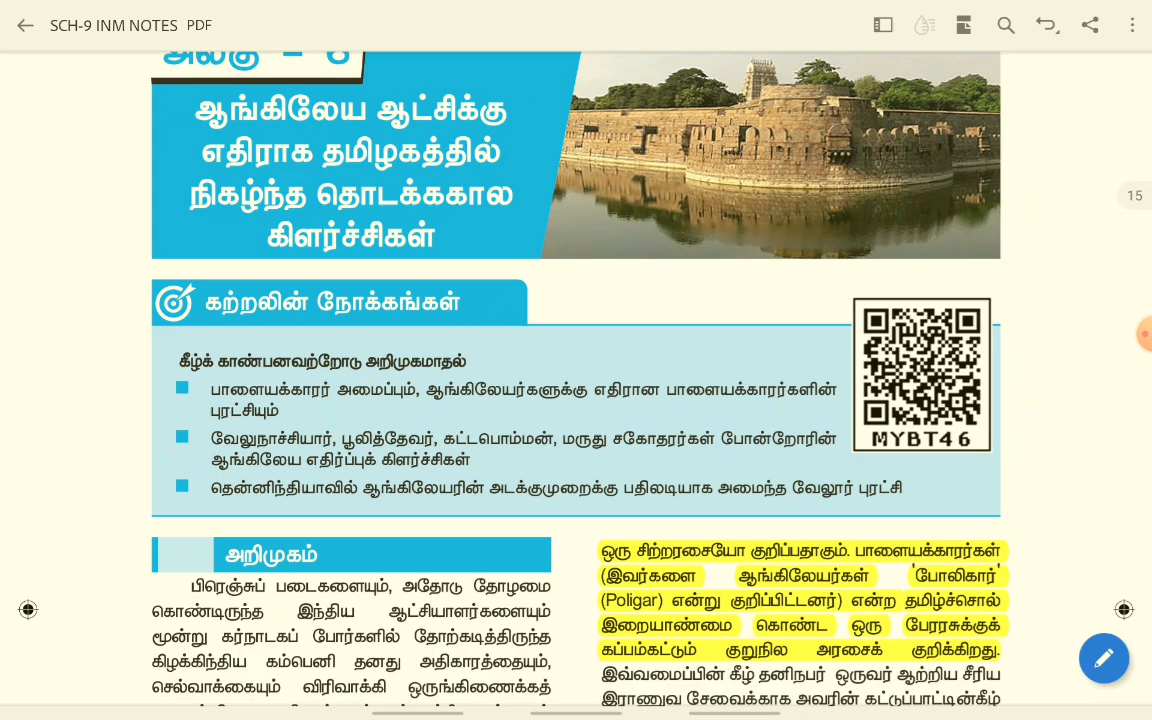 SCH-9 INM NOTES PDF
அலகு – 6
ஆங்கிலேய ஆட்சிக்கு
எதிராக தமிழகத்தில்
நிகழ்ந்த தொடக்ககால
கிளர்ச்சிகள்
15
கற்றலின் நோக்கங்கள்
கீழ்க் காண்பனவற்றோடு அறிமுகமாதல்
பாளையக்காரர் அமைப்பும், ஆங்கிலேயர்களுக்கு எதிரான பாளையக்காரர்களின்
புரட்சியும்
வேலுநாச்சியார், பூலித்தேவர், கட்டபொம்மன், மருது சகோதரர்கள் போன்றோரின்
ஆங்கிலேய எதிர்ப்புக் கிளர்ச்சிகள்
தென்னிந்தியாவில் ஆங்கிலேயரின் அடக்குமுறைக்கு பதிலடியாக அமைந்த வேலூர் புரட்சி
MYBT46
அறிமுகம்
பிரெஞ்சுப் படைகளையும், அதோடு தோழமை
கொண்டிருந்த இந்திய ஆட்சியாளர்களையும்
மூன்று கர்நாடகப் போர்களில் தோற்கடித்திருந்த
கிழக்கிந்திய கம்பெனி தனது அதிகாரத்தையும்,
செல்வாக்கையும் விரிவாக்கி ஒருங்கிணைக்கத்
ஒரு சிற்றரசையோ குறிப்பதாகும். பாளையக்காரர்கள்
(இவர்களை ஆங்கிலேயர்கள் 'போலிகார்'
(Poligar) என்று குறிப்பிட்டனர்) என்ற தமிழ்ச்சொல்
இறையாண்மை கொண்ட ஒரு பேரரசுக்குக்
கப்பம்கட்டும் குறுநில அரசைக் குறிக்கிறது.
இவ்வமைப்பின் கீழ் தனிநபர் ஒருவர் ஆற்றிய சீரிய
இராணுவ சேவைக்காக அவரின் கட்டுப்பாட்டின்கீழ்